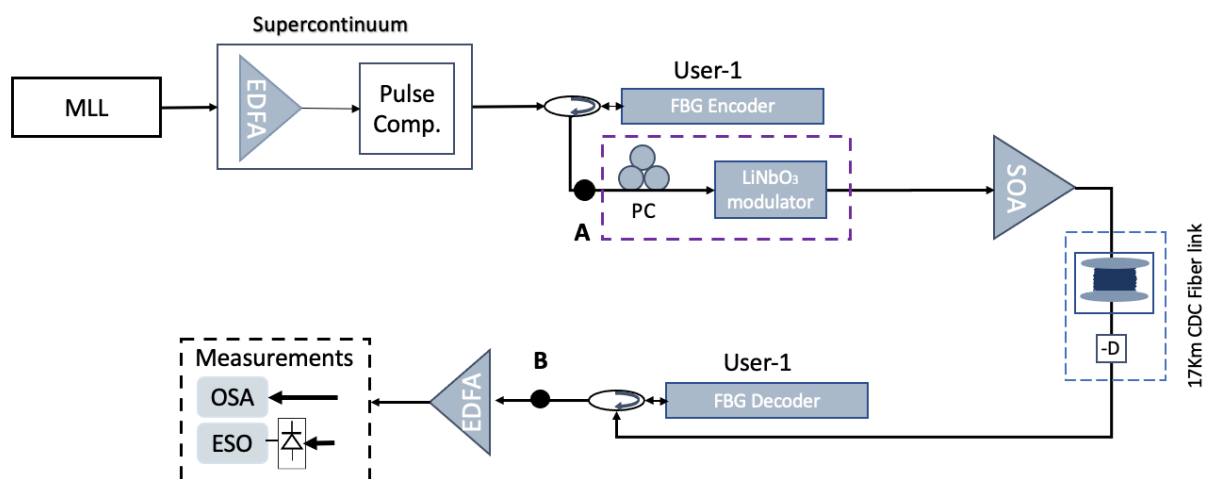 Supercontinuum
MLL
EDFA
Pulse
Comp.
User-1
FBG Encoder
A
PC
LiNbO₃
modulator
SOA
17Km CDC Fiber link
-D
User-1
FBG Decoder
B
EDFA
Measurements
OSA
ESO